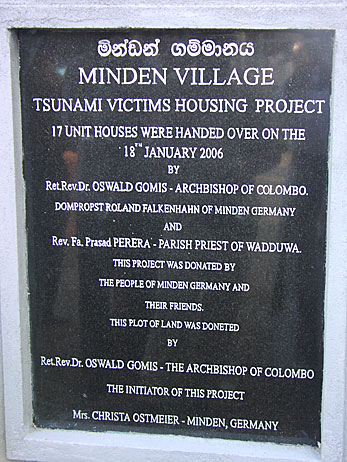 මින්ඩන් ගම්මානය
MINDEN VILLAGE
TSUNAMI VICTIMS HOUSING PROJECT
17 UNIT HOUSES WERE HANDED OVER ON THE
18TH JANUARY 2006
BY
Ret.Rev.Dr. OSWALD GOMIS - ARCHBISHOP OF COLOMBO.
DOMPROPST ROLAND FALKENHAHN OF MINDEN GERMANY
AND
Rev. Fa. Prasad PERERA - PARISH PRIEST OF WADDUWA.
THIS PROJECT WAS DONATED BY
THE PEOPLE OF MINDEN GERMANY AND
THEIR FRIENDS.
THIS PLOT OF LAND WAS DONETED
BY
Ret.Rev.Dr. OSWALD GOMIS - THE ARCHBISHOP OF COLOMBO
THE INITIATOR OF THIS PROJECT
Mrs. CHRISTA OSTMEIER - MINDEN, GERMANY